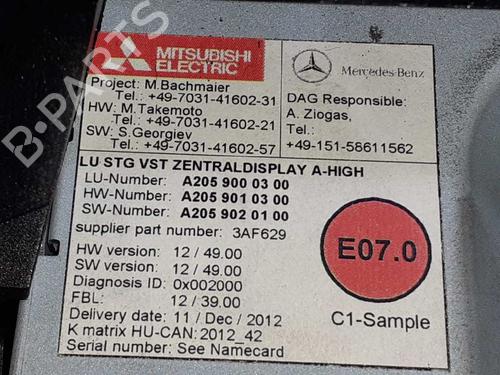 MITSUBISHI
ELECTRIC
Mercedes-Benz
Project: M.Bachmaier
Tel.: +49-7031-41602-31
HW: M.Takemoto
Tel.: +49-7031-41602-21
SW: S.Georgiev
Tel.: +49-7031-41602-57
DAG Responsible:
A. Ziogas,
Tel.:
+49-151-58611562
LU STG VST ZENTRALDISPLAY A-HIGH
LU-Number: A205 900 03 00
HW-Number: A205 901 03 00
SW-Number: A205 902 01 00
supplier part number: 3AF629
HW version: 12 / 49.00
SW version: 12 / 49.00
Diagnosis ID: 0x002000
FBL: 12 / 39.00
Delivery date: 11 / Dec / 2012
K matrix HU-CAN: 2012_42
Serial number: See Namecard
E07.0
C1-Sample
B-PARTS